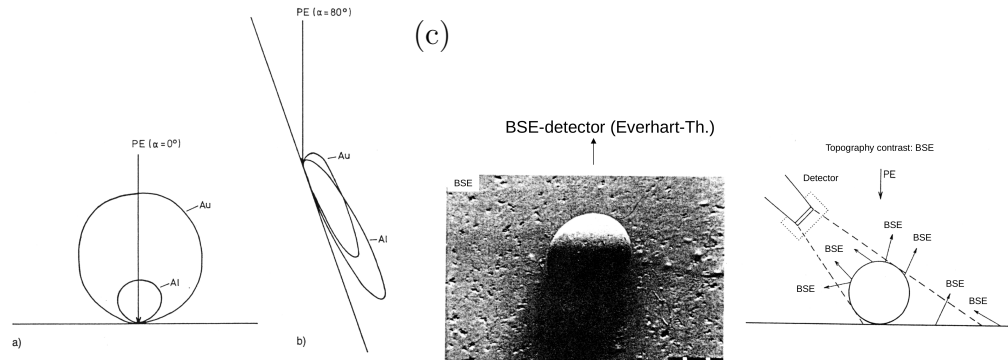 PE (α=0°)
Au
Al
a)
PE (α=80°)
Au
Al
b)
(c)
BSE-detector (Everhart-Th.)
BSE
Topography contrast: BSE
PE
Detector
BSE
BSE
BSE
BSE
BSE